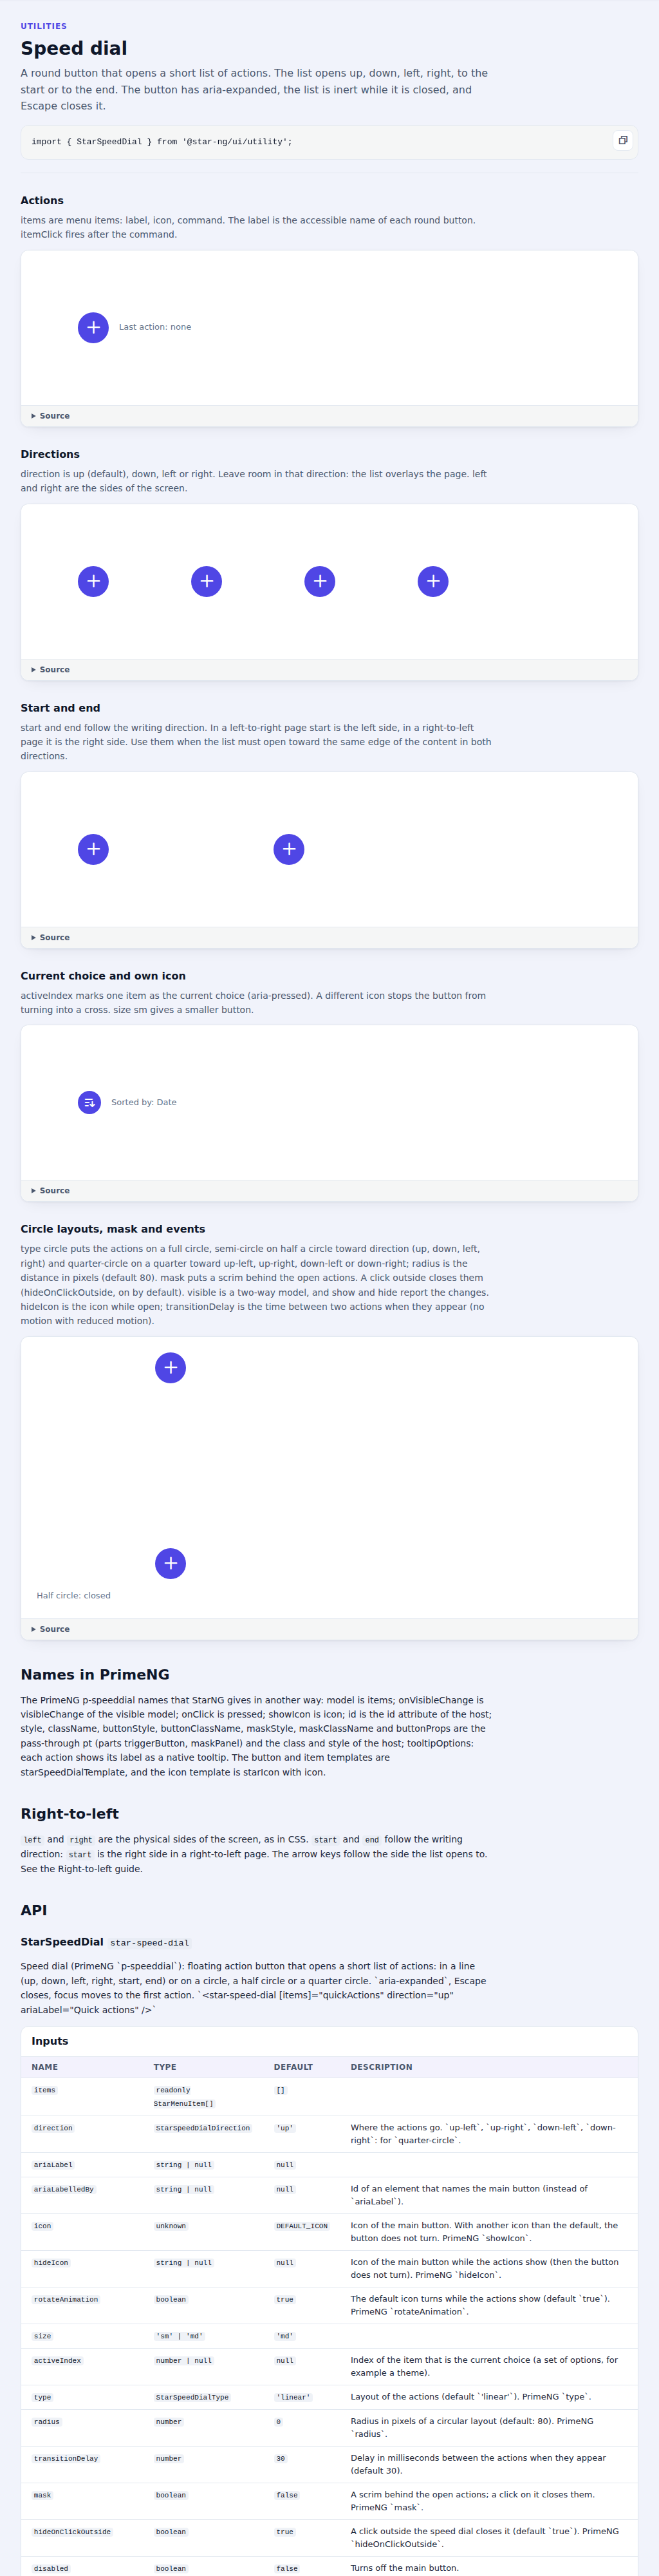 UTILITIES
Speed dial
A round button that opens a short list of actions. The list opens up, down, left, right, to the
start or to the end. The button has aria-expanded, the list is inert while it is closed, and
Escape closes it.
import { StarSpeedDial } from '@star-ng/ui/utility';
Actions
items are menu items: label, icon, command. The label is the accessible name of each round button.
itemClick fires after the command.
Last action: none
Source
Directions
direction is up (default), down, left or right. Leave room in that direction: the list overlays the page. left
and right are the sides of the screen.
Source
Start and end
start and end follow the writing direction. In a left-to-right page start is the left side, in a right-to-left
page it is the right side. Use them when the list must open toward the same edge of the content in both
directions.
Source
Current choice and own icon
activeIndex marks one item as the current choice (aria-pressed). A different icon stops the button from
turning into a cross. size sm gives a smaller button.
Sorted by: Date
Source
Circle layouts, mask and events
type circle puts the actions on a full circle, semi-circle on half a circle toward direction (up, down, left,
right) and quarter-circle on a quarter toward up-left, up-right, down-left or down-right; radius is the
distance in pixels (default 80). mask puts a scrim behind the open actions. A click outside closes them
(hideOnClickOutside, on by default). visible is a two-way model, and show and hide report the changes.
hideIcon is the icon while open; transitionDelay is the time between two actions when they appear (no
motion with reduced motion).
Half circle: closed
Source
Names in PrimeNG
The PrimeNG p-speeddial names that StarNG gives in another way: model is items; onVisibleChange is
visibleChange of the visible model; onClick is pressed; showIcon is icon; id is the id attribute of the host;
style, className, buttonStyle, buttonClassName, maskStyle, maskClassName and buttonProps are the
pass-through pt (parts triggerButton, maskPanel) and the class and style of the host; tooltipOptions:
each action shows its label as a native tooltip. The button and item templates are
starSpeedDialTemplate, and the icon template is starIcon with icon.
Right-to-left
left and right are the physical sides of the screen, as in CSS. start and end follow the writing
direction: start is the right side in a right-to-left page. The arrow keys follow the side the list opens to.
See the Right-to-left guide.
API
StarSpeedDial star-speed-dial
Speed dial (PrimeNG `p-speeddial`): floating action button that opens a short list of actions: in a line
(up, down, left, right, start, end) or on a circle, a half circle or a quarter circle. `aria-expanded`, Escape
closes, focus moves to the first action. `<star-speed-dial [items]="quickActions" direction="up"
ariaLabel="Quick actions" />`
Inputs
NAME TYPE DEFAULT DESCRIPTION
items readonly StarMenuItem[] []
direction StarSpeedDialDirection 'up' Where the actions go. `up-left`, `up-right`, `down-left`, `down-
right`: for `quarter-circle`.
ariaLabel string | null null
ariaLabelledBy string | null null Id of an element that names the main button (instead of
`ariaLabel`).
icon unknown DEFAULT_ICON Icon of the main button. With another icon than the default, the
button does not turn. PrimeNG `showIcon`.
hideIcon string | null null Icon of the main button while the actions show (then the button
does not turn). PrimeNG `hideIcon`.
rotateAnimation boolean true The default icon turns while the actions show (default `true`).
PrimeNG `rotateAnimation`.
size 'sm' | 'md' 'md'
activeIndex number | null null Index of the item that is the current choice (a set of options, for
example a theme).
type StarSpeedDialType 'linear' Layout of the actions (default `'linear'`). PrimeNG `type`.
radius number 0 Radius in pixels of a circular layout (default: 80). PrimeNG
`radius`.
transitionDelay number 30 Delay in milliseconds between the actions when they appear
(default 30).
mask boolean false A scrim behind the open actions; a click on it closes them.
PrimeNG `mask`.
hideOnClickOutside boolean true A click outside the speed dial closes it (default `true`). PrimeNG
`hideOnClickOutside`.
disabled boolean false Turns off the main button.